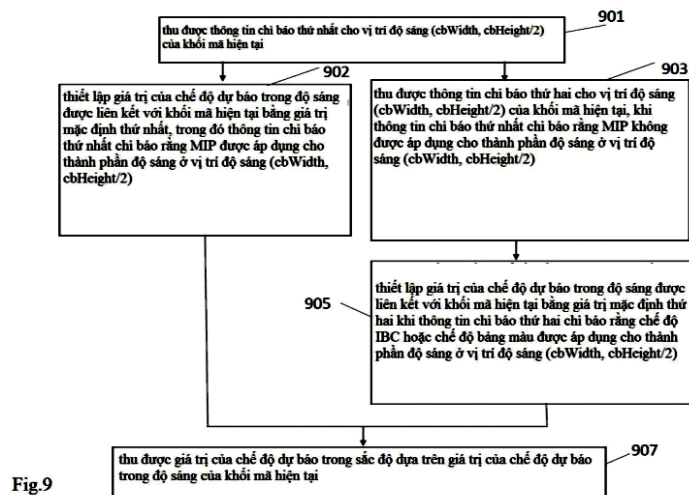 901
thu được thông tin chỉ báo thứ nhất cho vị trí độ sáng (cbWidth, cbHeight/2)
của khối mã hiện tại
902
thiết lập giá trị của chế độ dự báo trong độ sáng
được liên kết với khối mã hiện tại bằng giá trị
mặc định thứ nhất, trong đó thông tin chỉ báo
thứ nhất chỉ báo rằng MIP được áp dụng cho
thành phần độ sáng ở vị trí độ sáng (cbWidth,
cbHeight/2)
903
thu được thông tin chỉ báo thứ hai cho vị trí độ sáng
(cbWidth, cbHeight/2) của khối mã hiện tại, khi
thông tin chỉ báo thứ nhất chỉ báo rằng MIP không
được áp dụng cho thành phần độ sáng ở vị trí độ
sáng (cbWidth, cbHeight/2)
905
thiết lập giá trị của chế độ dự báo trong độ sáng được
liên kết với khối mã hiện tại bằng giá trị mặc định thứ
hai khi thông tin chỉ báo thứ hai chỉ báo rằng chế độ
IBC hoặc chế độ bảng màu được áp dụng cho thành
phần độ sáng ở vị trí độ sáng (cbWidth, cbHeight/2)
907
thu được giá trị của chế độ dự báo trong sắc độ dựa trên giá trị của chế độ dự báo
trong độ sáng của khối mã hiện tại
Fig.9